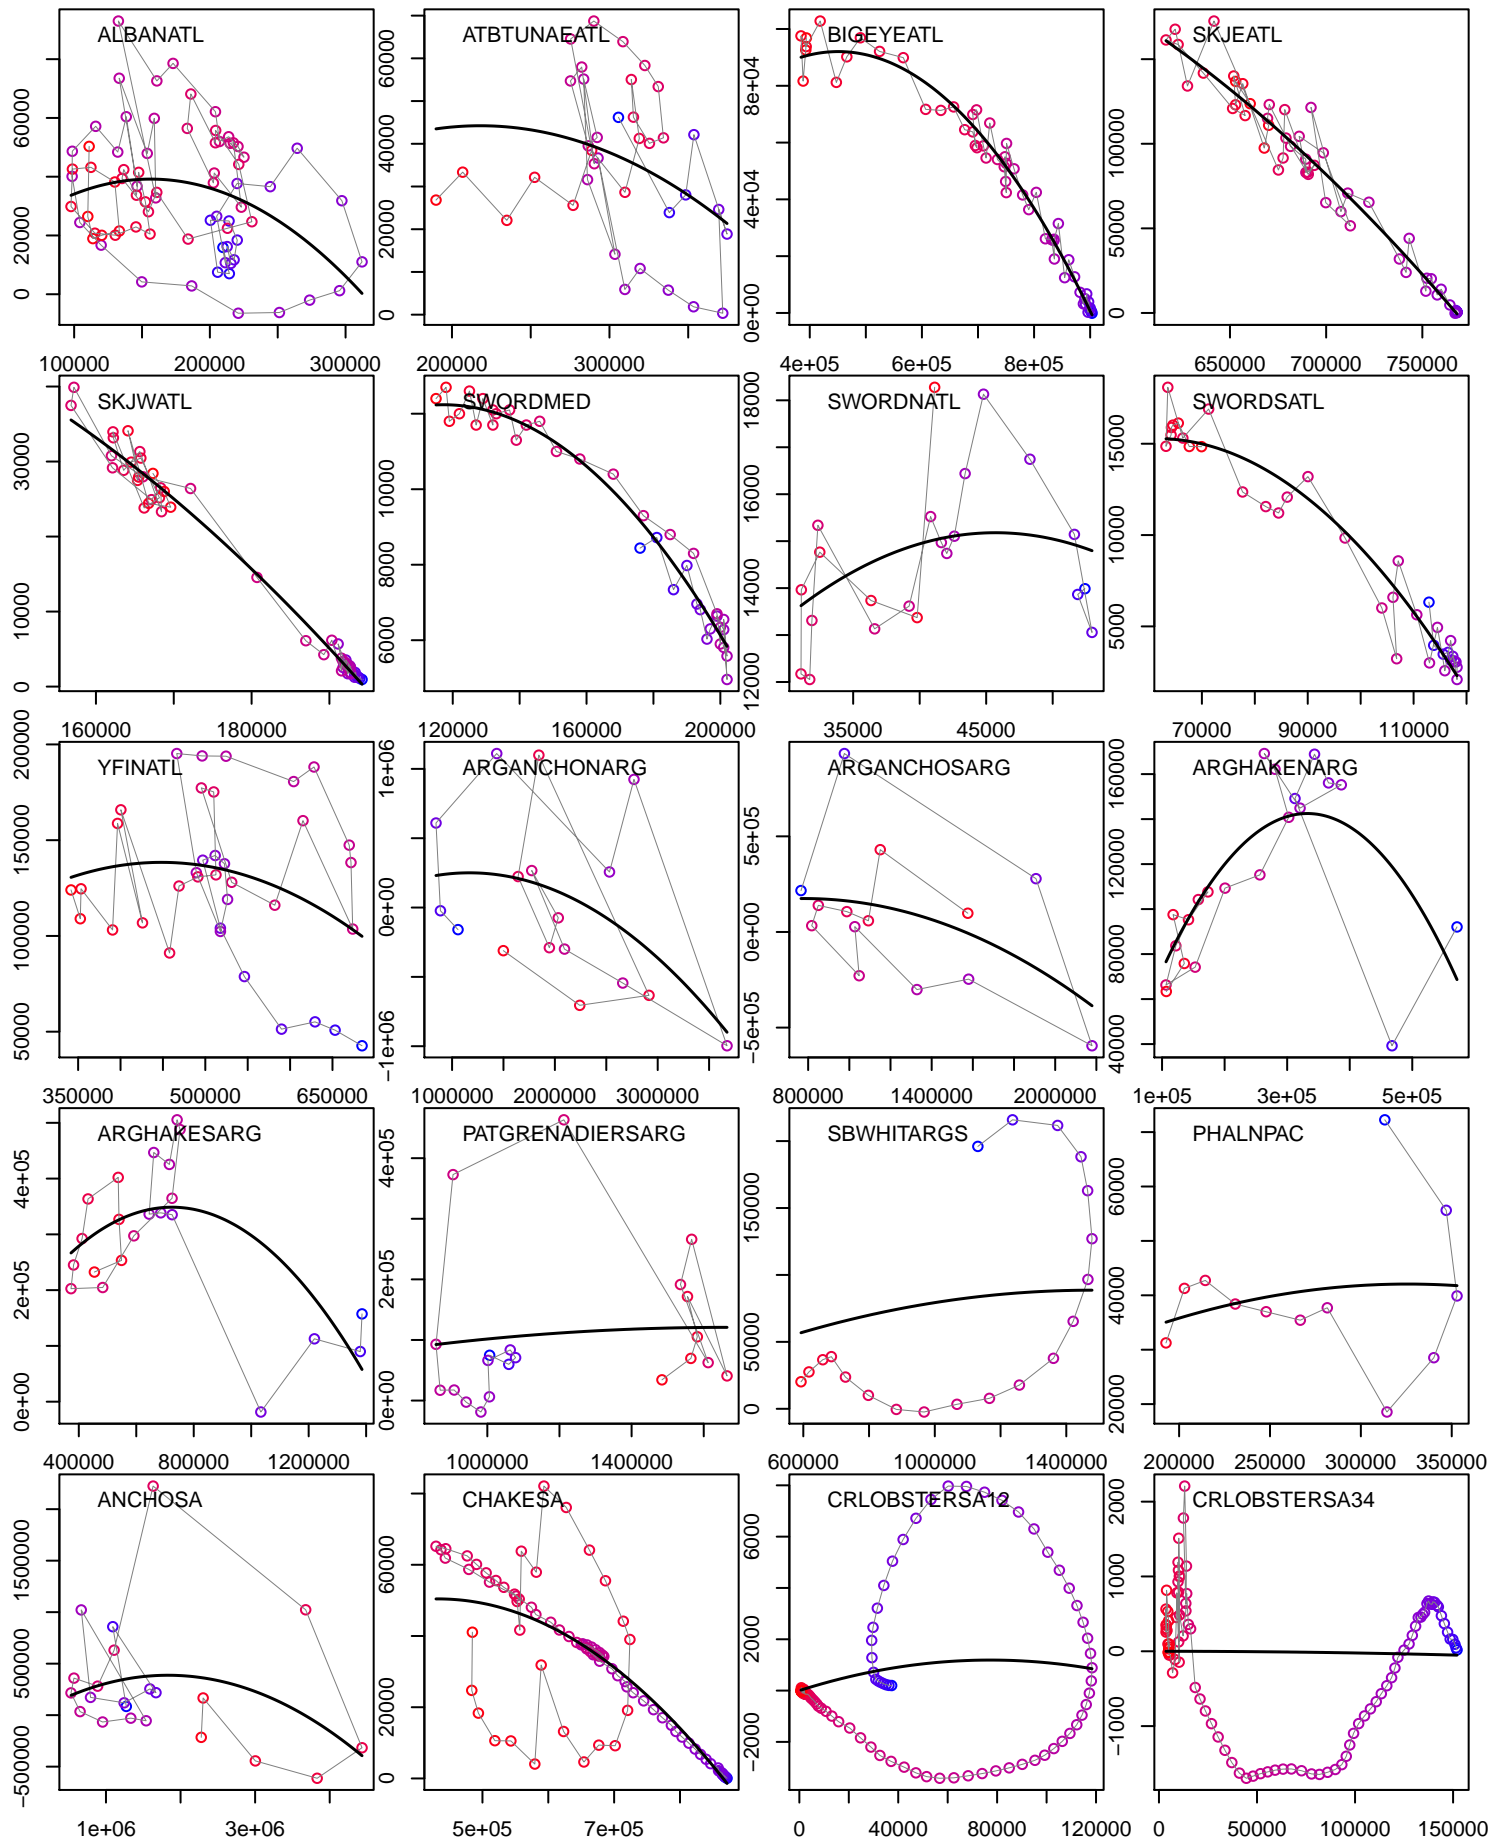 ALBANATL ATBTUNAEATL BIGEYEATL SKJEATL
0 20000 60000
0 20000 40000 60000
0e+00 4e+04 8e+04
0 50000 100000
100000 200000 300000 200000 300000 4e+05 6e+05 8e+05 650000 700000 750000
SKJWATL SWORDMED SWORDNATL SWORDSATL
0 10000 30000
6000 8000 10000
12000 14000 16000 18000
5000 10000 15000
160000 180000 120000 160000 200000 35000 45000 70000 90000 110000
YFINATL ARGANCHONARG ARGANCHOSARG ARGHAKENARG
50000 100000 150000 200000
−1e+06 0e+00 1e+06
−5e+05 0e+00 5e+05
40000 80000 120000 160000
350000 500000 650000 1000000 2000000 3000000 800000 1400000 2000000 1e+05 3e+05 5e+05
ARGHAKESARG PATGRENADIERSARG SBWHITARGS PHALNPAC
0e+00 2e+05 4e+05
0e+00 2e+05 4e+05
0 50000 150000
20000 40000 60000
400000 800000 1200000 1000000 1400000 600000 1000000 1400000 200000 250000 300000 350000
ANCHOSA CHAKESA CRLOBSTERSA12 CRLOBSTERSA34
−500000 500000 1500000
0 20000 60000
−2000 2000 6000
−1000 0 1000 2000
1e+06 3e+06 5e+05 7e+05 0 40000 80000 120000 0 50000 100000 150000